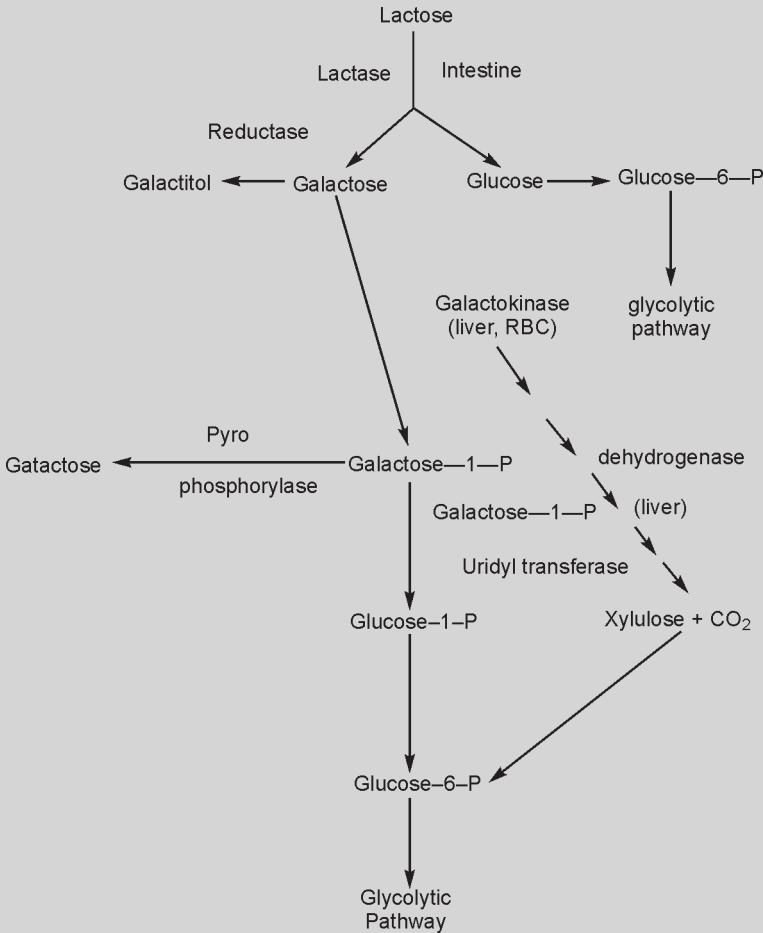 Lactose
Lactase
Intestine
Reductase
Galactitol
Galactose
Glucose
Glucose—6—P
Galactokinase
(liver, RBC)
glycolytic
pathway
Pyro
Gatactose
Galactose—1—P
dehydrogenase
phosphorylase
Galactose—1—P
(liver)
Uridyl transferase
Glucose–1–P
Xylulose + CO₂
Glucose–6–P
Glycolytic
Pathway